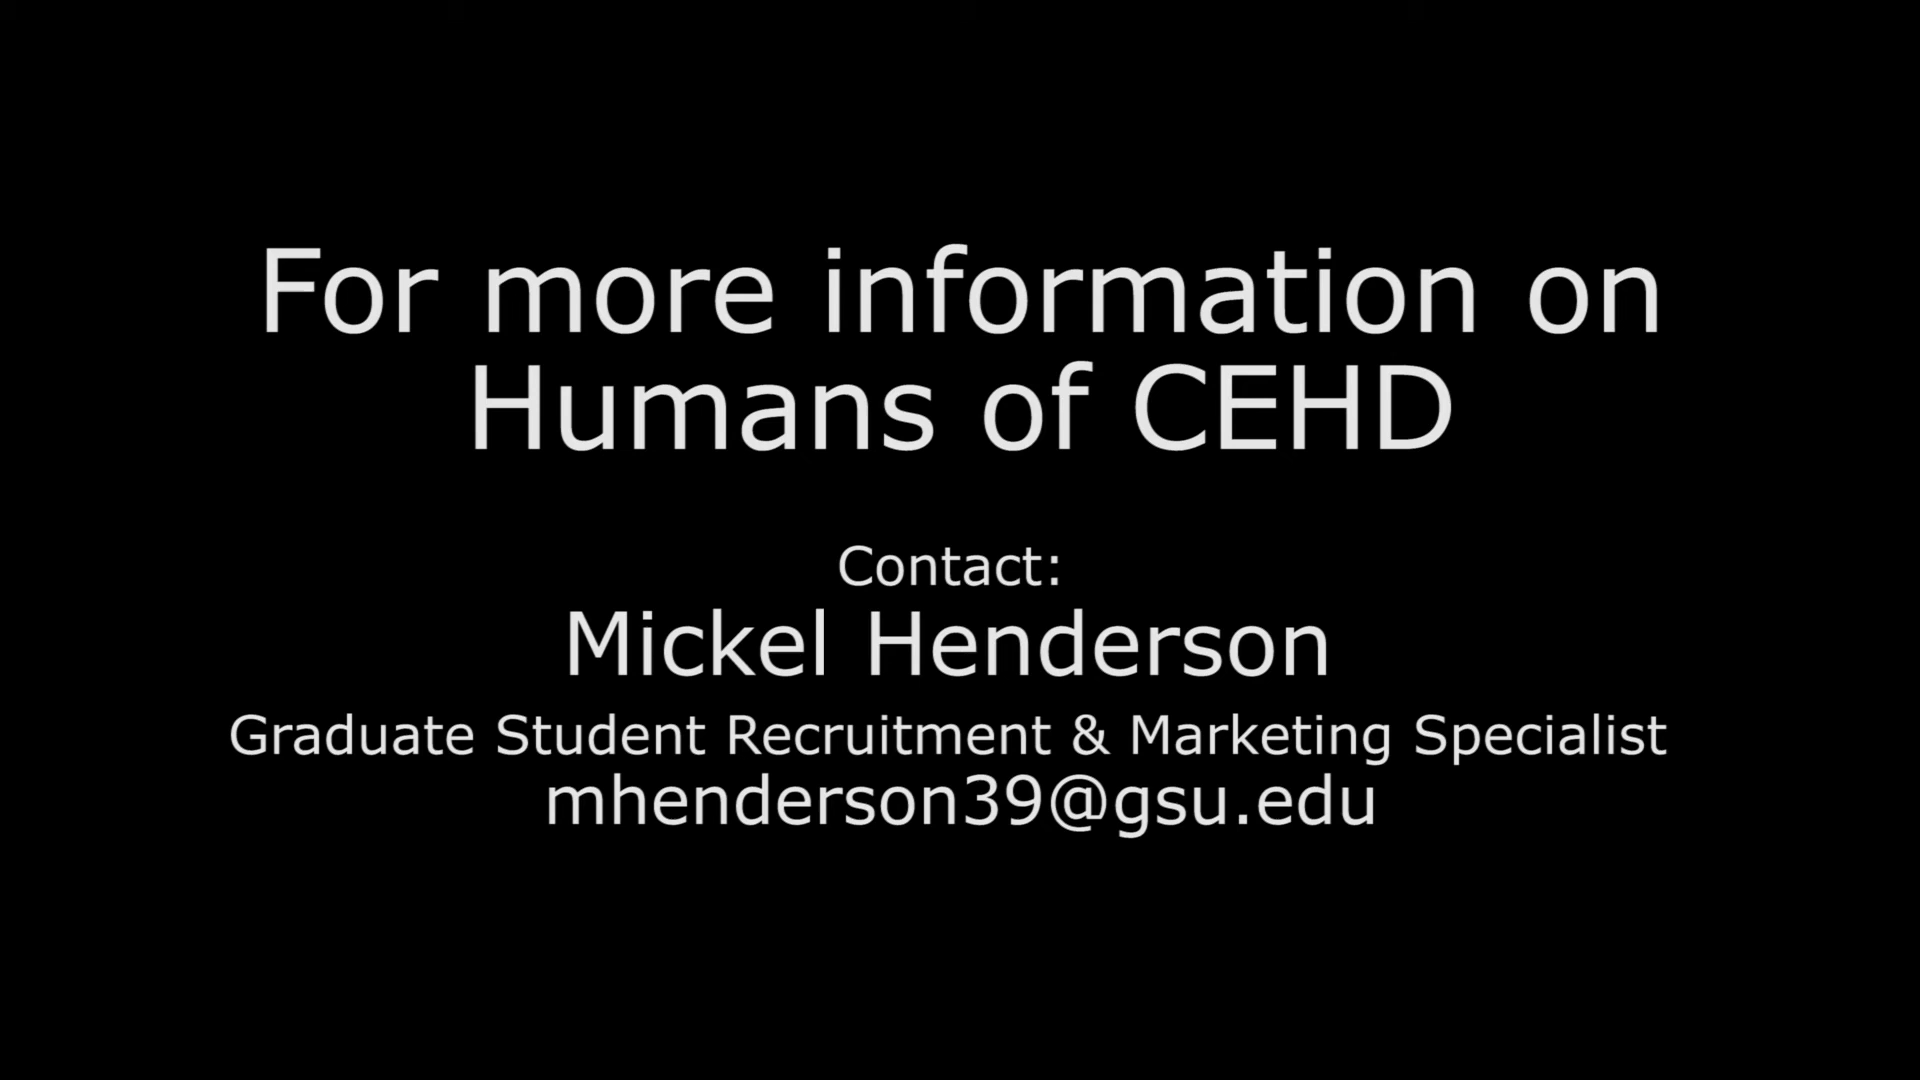 For more information on
Humans of CEHD
Contact:
Mickel Henderson
Graduate Student Recruitment & Marketing Specialist
mhenderson39@gsu.edu